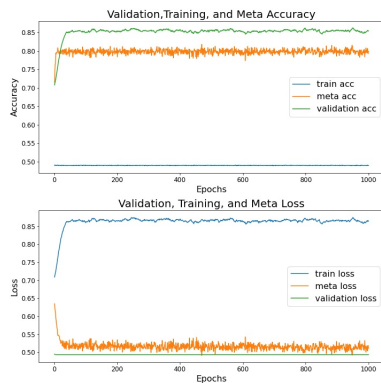 Validation,Training, and Meta Accuracy
Accuracy
0.85
0.80
0.75
0.70
0.65
0.60
0.55
0.50
train acc
meta acc
validation acc
0 200 400 600 800 1000
Epochs
Validation, Training, and Meta Loss
Loss
0.85
0.80
0.75
0.70
0.65
0.60
0.55
0.50
train loss
meta loss
validation loss
0 200 400 600 800 1000
Epochs